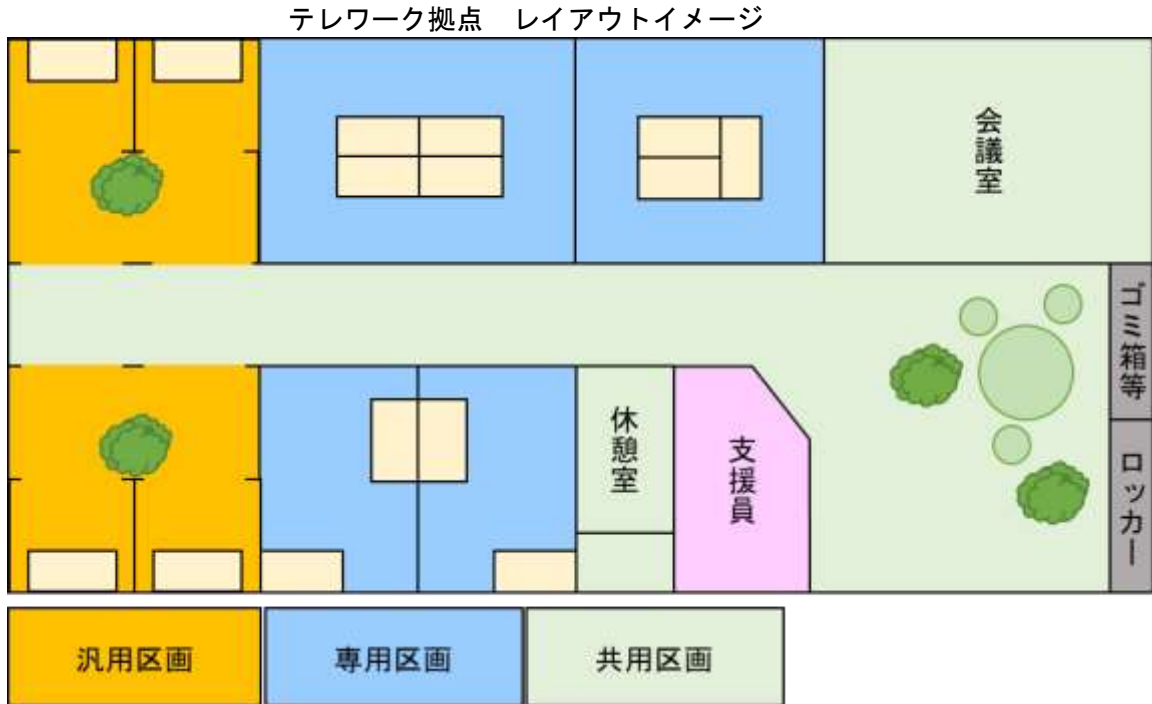 テレワーク拠点　レイアウトイメージ
会議室
ゴミ箱等
休憩室
支援員
ロッカー
汎用区画
専用区画
共用区画